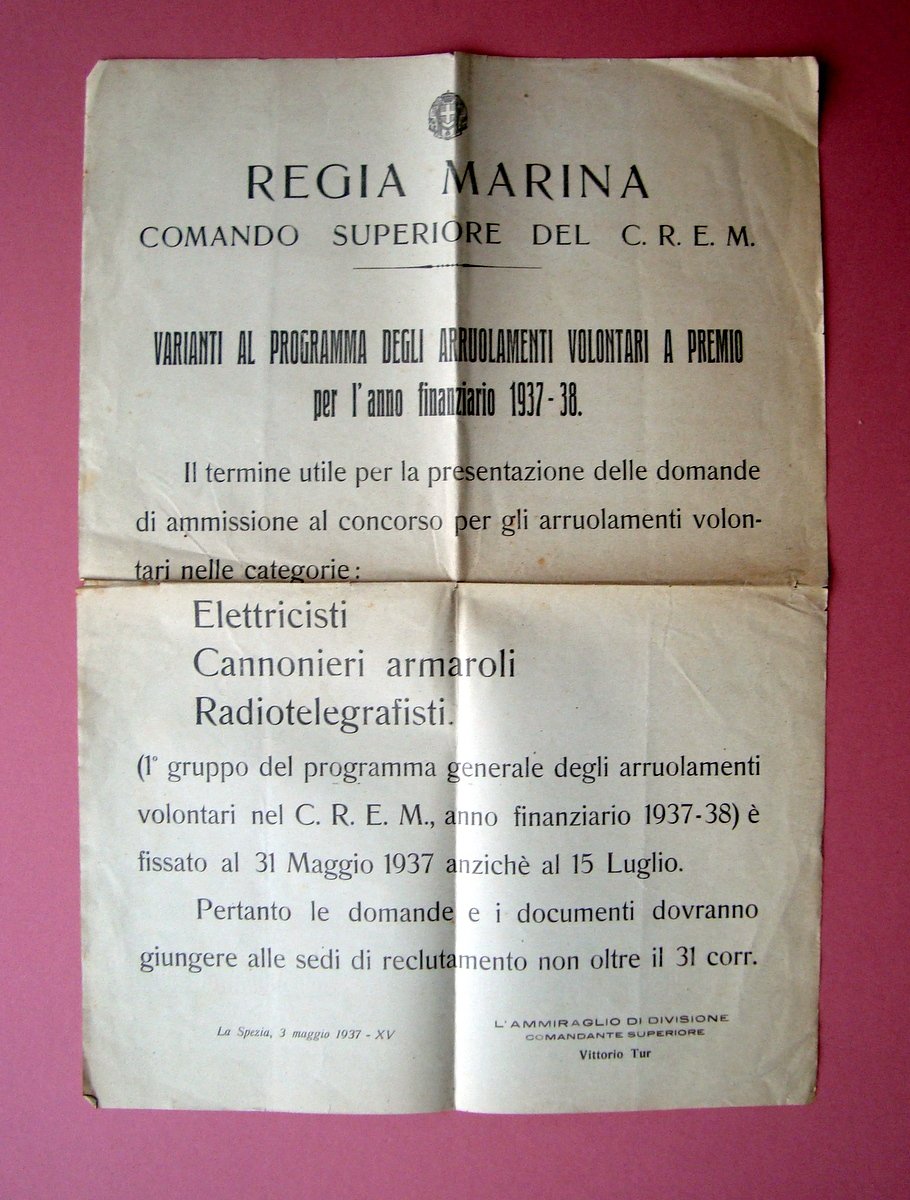 REGIA MARINA
COMANDO SUPERIORE DEL C. R. E. M.
VARIANTI AL PROGRAMMA DEGLI ARRUOLAMENTI VOLONTARI A PREMIO
per l'anno finanziario 1937-38.
Il termine utile per la presentazione delle domande
di ammissione al concorso per gli arruolamenti volon-
tari nelle categorie:
Elettricisti
Cannonieri armaroli
Radiotelegrafisti.
(1° gruppo del programma generale degli arruolamenti
volontari nel C. R. E. M., anno finanziario 1937-38) è
fissato al 31 Maggio 1937 anzichè al 15 Luglio.
Pertanto le domande e i documenti dovranno
giungere alle sedi di reclutamento non oltre il 31 corr.
La Spezia, 3 maggio 1937 - XV
L'AMMIRAGLIO DI DIVISIONE
COMANDANTE SUPERIORE
Vittorio Tur